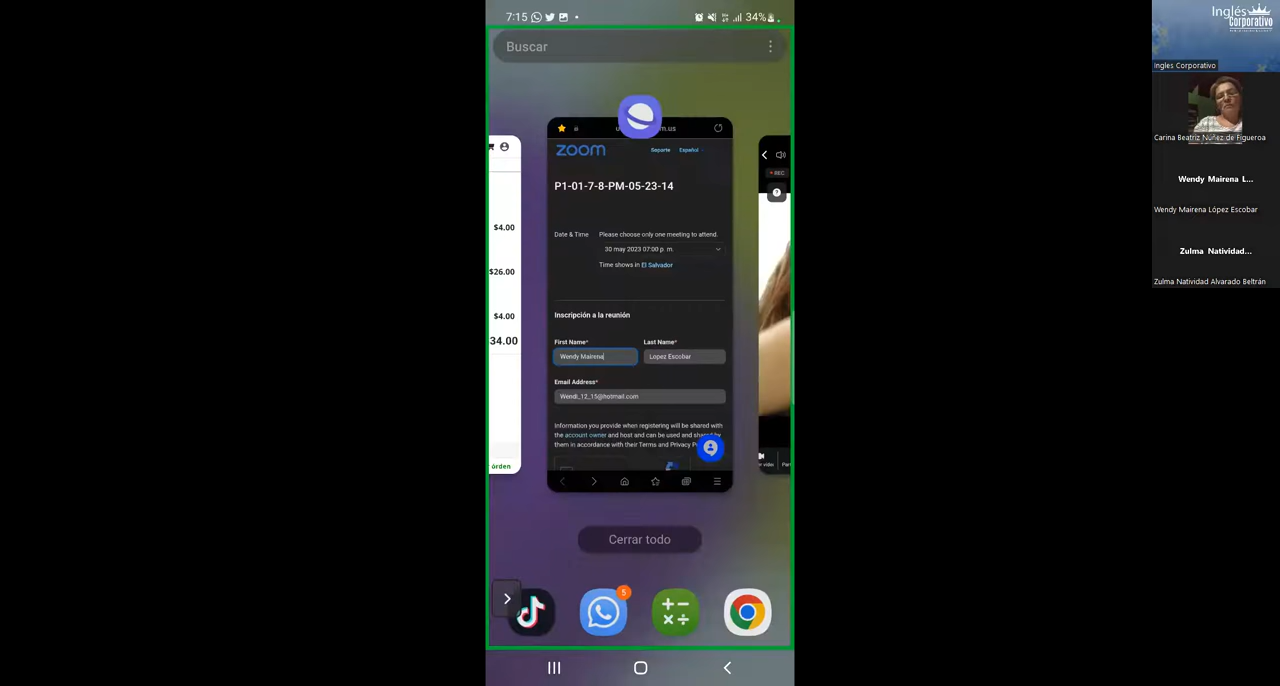 7:15
34%
Buscar
zoom
Soporte Español
P1-01-7-8-PM-05-23-14
Date & Time Please choose only one meeting to attend.
30 may 2023 07:00 p. m.
Time shows in El Salvador
Inscripción a la reunión
First Name* Last Name*
Wendy Mairena Lopez Escobar
Email Address*
Wendi_12_15@hotmail.com
Information you provide when registering will be shared with
the account owner and host and can be used and shared by
them in accordance with their Terms and Privacy
$4.00
$26.00
$4.00
34.00
órden
REC
Cerrar todo
5
Inglés
Corporativo
Ingles Corporativo
Carina Beatriz Núñez de Figueroa
Wendy Mairena L...
Wendy Mairena López Escobar
Zulma Natividad...
Zulma Natividad Alvarado Beltrán